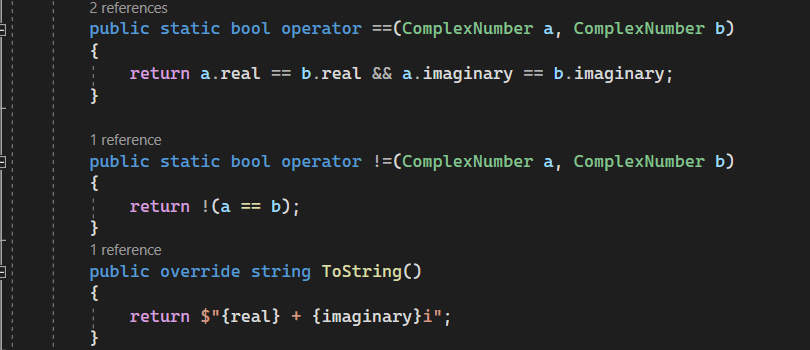 2 references
public static bool operator ==(ComplexNumber a, ComplexNumber b)
{
return a.real == b.real && a.imaginary == b.imaginary;
}
1 reference
public static bool operator !=(ComplexNumber a, ComplexNumber b)
{
return !(a == b);
}
1 reference
public override string ToString()
{
return $"{real} + {imaginary}i";
}